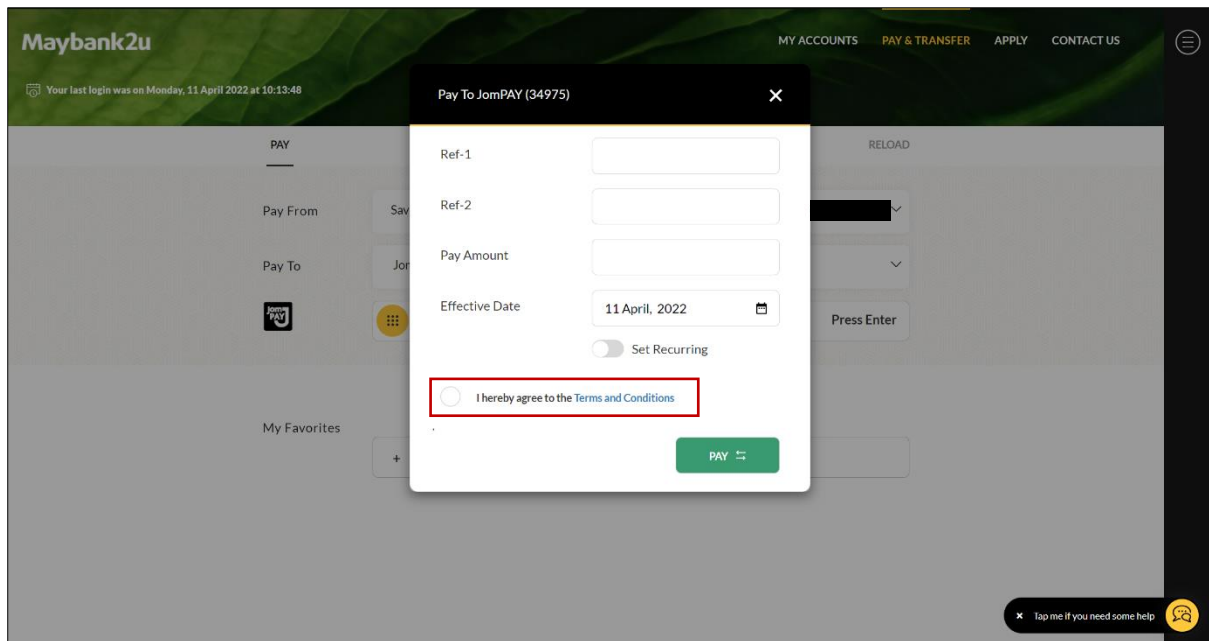 Maybank2u
MY ACCOUNTS PAY & TRANSFER APPLY CONTACT US
Your last login was on Monday, 11 April 2022 at 10:13:48
Pay To JomPAY (34975)
PAY
RELOAD
Ref-1
Ref-2
Pay From
Sav
Pay Amount
Pay To
Jom
Effective Date
11 April, 2022
JomPAY
Press Enter
Set Recurring
I hereby agree to the Terms and Conditions
My Favorites
+
PAY
× Tap me if you need some help